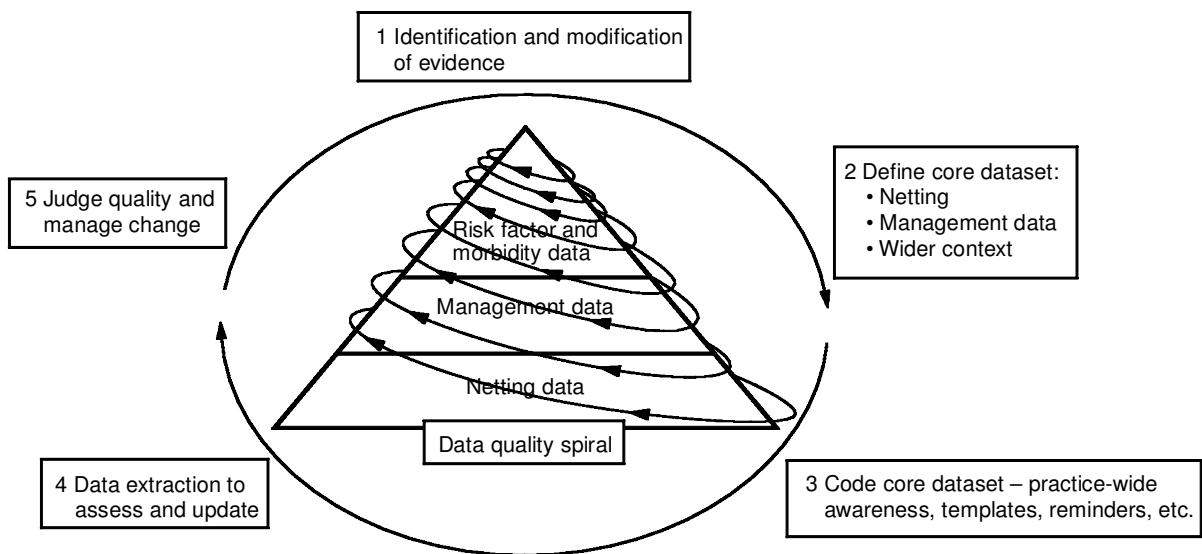 1 Identification and modification
of evidence
2 Define core dataset:
• Netting
• Management data
• Wider context
3 Code core dataset – practice-wide
awareness, templates, reminders, etc.
4 Data extraction to
assess and update
5 Judge quality and
manage change
Risk factor and
morbidity data
Management data
Netting data
Data quality spiral